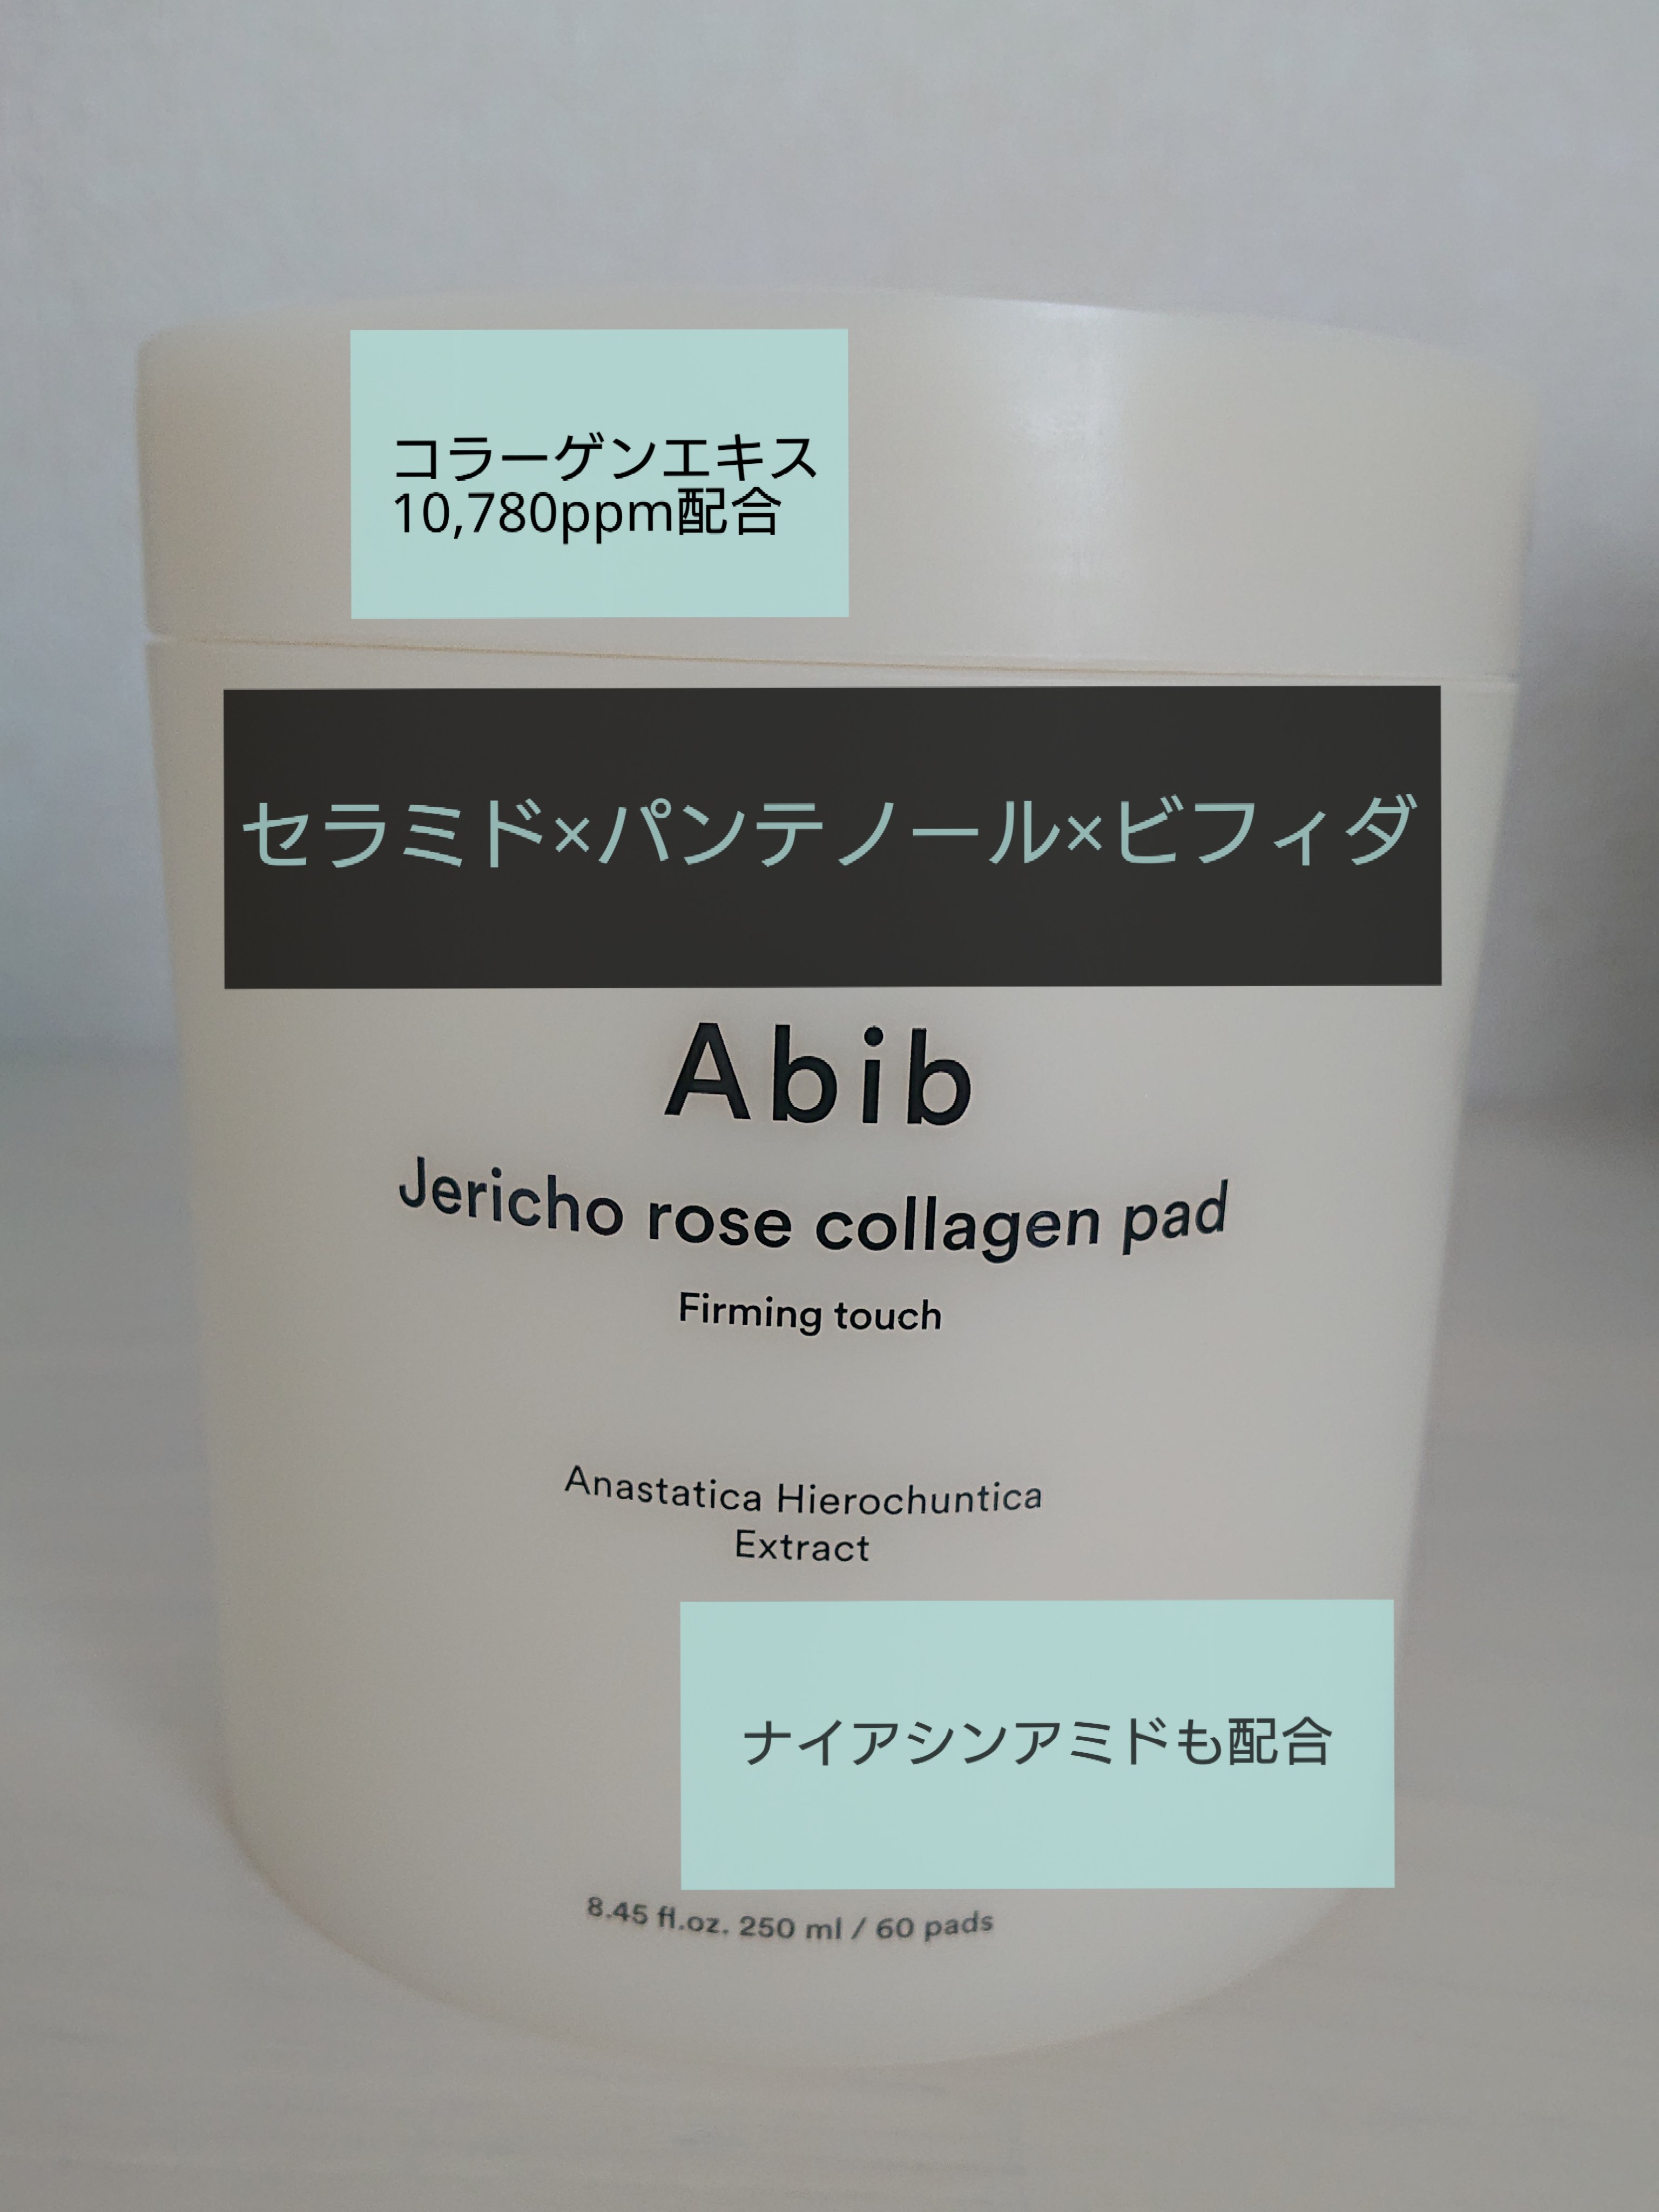 コラーゲンエキス
10,780ppm配合
セラミド×パンテノール×ビフィダ
Abib
Jericho rose collagen pad
Firming touch
Anastatica Hierochuntica
Extract
ナイアシンアミドも配合
8.45 fl.oz. 250 ml / 60 pads